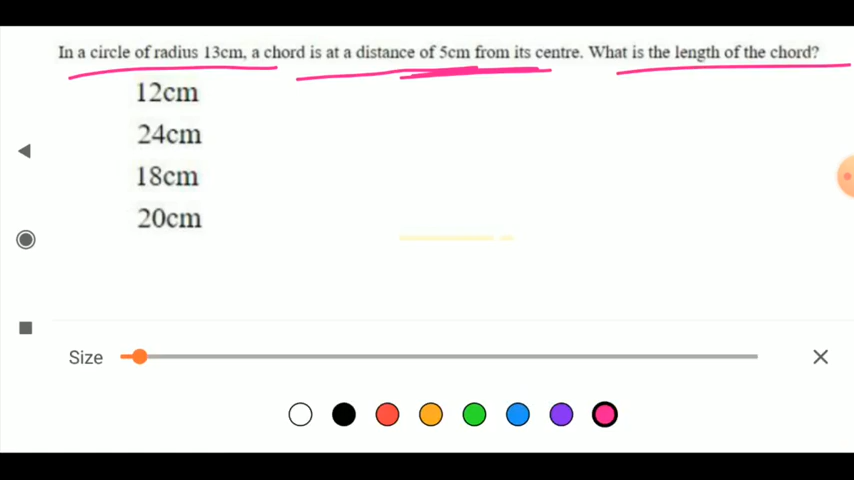 In a circle of radius 13cm, a chord is at a distance of 5cm from its centre. What is the length of the chord?
12cm
24cm
18cm
20cm
Size